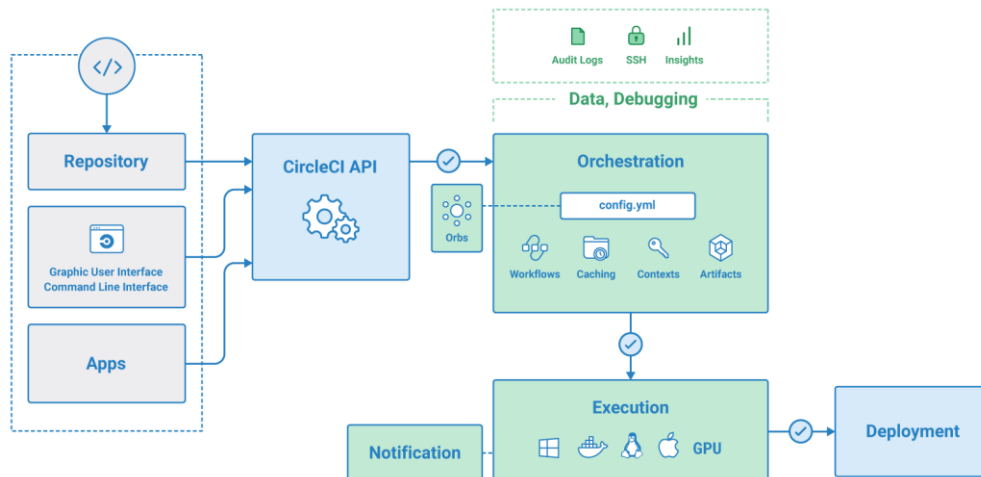 Audit Logs
SSH
Insights
</>
Data, Debugging
Repository
CircleCI API
Orchestration
config.yml
Orbs
Graphic User Interface
Command Line Interface
Workflows
Caching
Contexts
Artifacts
Apps
Execution
GPU
Notification
Deployment